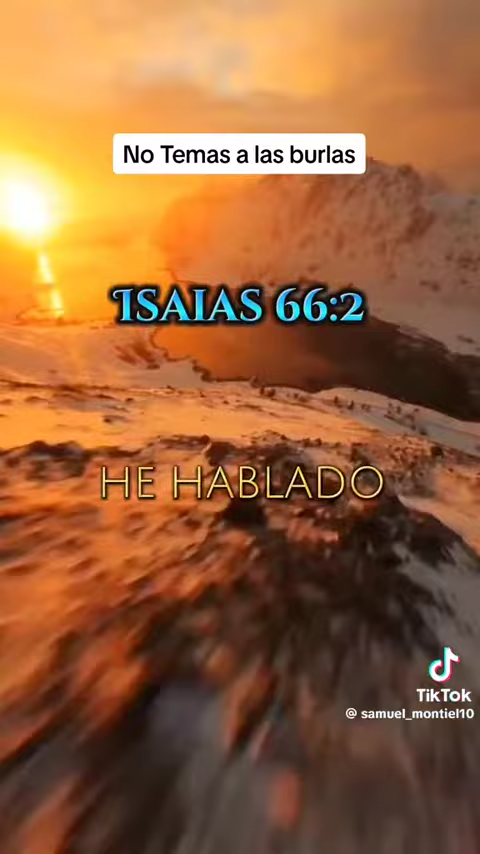 No Temas a las burlas
ISAIAS 66:2
HE HABLADO
TikTok
@ samuel_montiel10